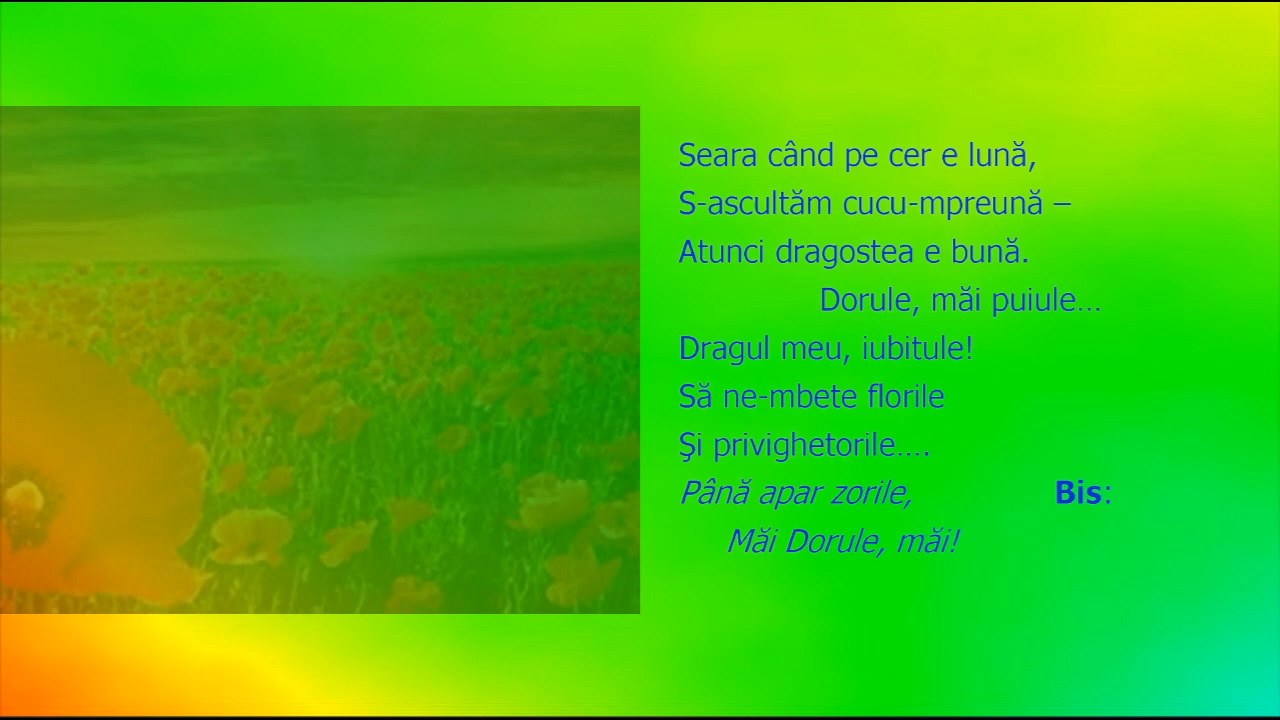 Seara când pe cer e lună,
S-ascultăm cucu-mpreună –
Atunci dragostea e bună.
Dorule, măi puiule…
Dragul meu, iubitule!
Să ne-mbete florile
Şi privighetorile….
Până apar zorile, Bis:
Măi Dorule, măi!